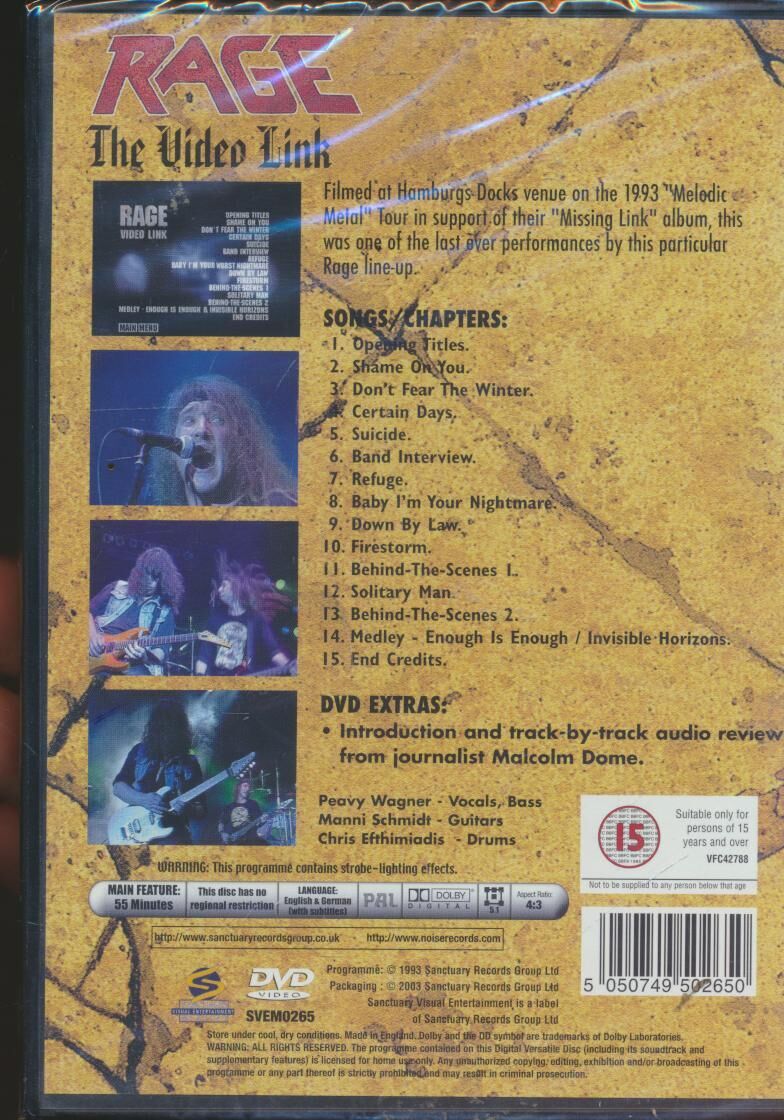 RAGE
The Video Link
RAGE
VIDEO LINK
OPENING TITLES
SHAME ON YOU
DON'T FEAR THE WINTER
CERTAIN DAYS
SUICIDE
BAND INTERVIEW
REFUGE
BABY I'M YOUR WORST NIGHTMARE
DOWN BY LAW
FIRESTORM
BEHIND-THE-SCENES 1
SOLITARY MAN
BEHIND-THE-SCENES 2
MEDLEY - ENOUGH IS ENOUGH & INVISIBLE HORIZONS
END CREDITS
MAIN MENU
Filmed at Hamburgs Docks venue on the 1993 "Melodic
Metal" Tour in support of their "Missing Link" album, this
was one of the last ever performances by this particular
Rage line-up.
SONGS/CHAPTERS:
1. Opening Titles.
2. Shame On You.
3. Don't Fear The Winter.
4. Certain Days.
5. Suicide.
6. Band Interview.
7. Refuge.
8. Baby I'm Your Nightmare.
9. Down By Law.
10. Firestorm.
11. Behind-The-Scenes 1.
12. Solitary Man.
13. Behind-The-Scenes 2.
14. Medley - Enough Is Enough / Invisible Horizons.
15. End Credits.
DVD EXTRAS:
• Introduction and track-by-track audio review
from journalist Malcolm Dome.
Peavy Wagner - Vocals, Bass
Manni Schmidt - Guitars
Chris Efthimiadis - Drums
15
Suitable only for
persons of 15
years and over
VFC42788
Not to be supplied to any person below that age
WARNING: This programme contains strobe-lighting effects.
MAIN FEATURE:
55 Minutes
This disc has no
regional restriction
LANGUAGE:
English & German
(with subtitles)
PAL
DOLBY
DIGITAL
5.1
Aspect Ratio:
4:3
http://www.sanctuaryrecordsgroup.co.uk · http://www.noiserecords.com
5 050749 502650
VISUAL ENTERTAINMENT
DVD
VIDEO
SVEM0265
Programme: © 1993 Sanctuary Records Group Ltd
Packaging : © 2003 Sanctuary Records Group Ltd
Sanctuary Visual Entertainment is a label
of Sanctuary Records Group Ltd
Store under cool, dry conditions. Made in England. Dolby and the DD symbol are trademarks of Dolby Laboratories.
WARNING: ALL RIGHTS RESERVED. The programme contained on this Digital Versatile Disc (including its soundtrack and
supplementary features) is licensed for home use only. Any unauthorized copying, editing, exhibition and/or broadcasting of this
programme or any part thereof is strictly prohibited and may result in criminal prosecution.